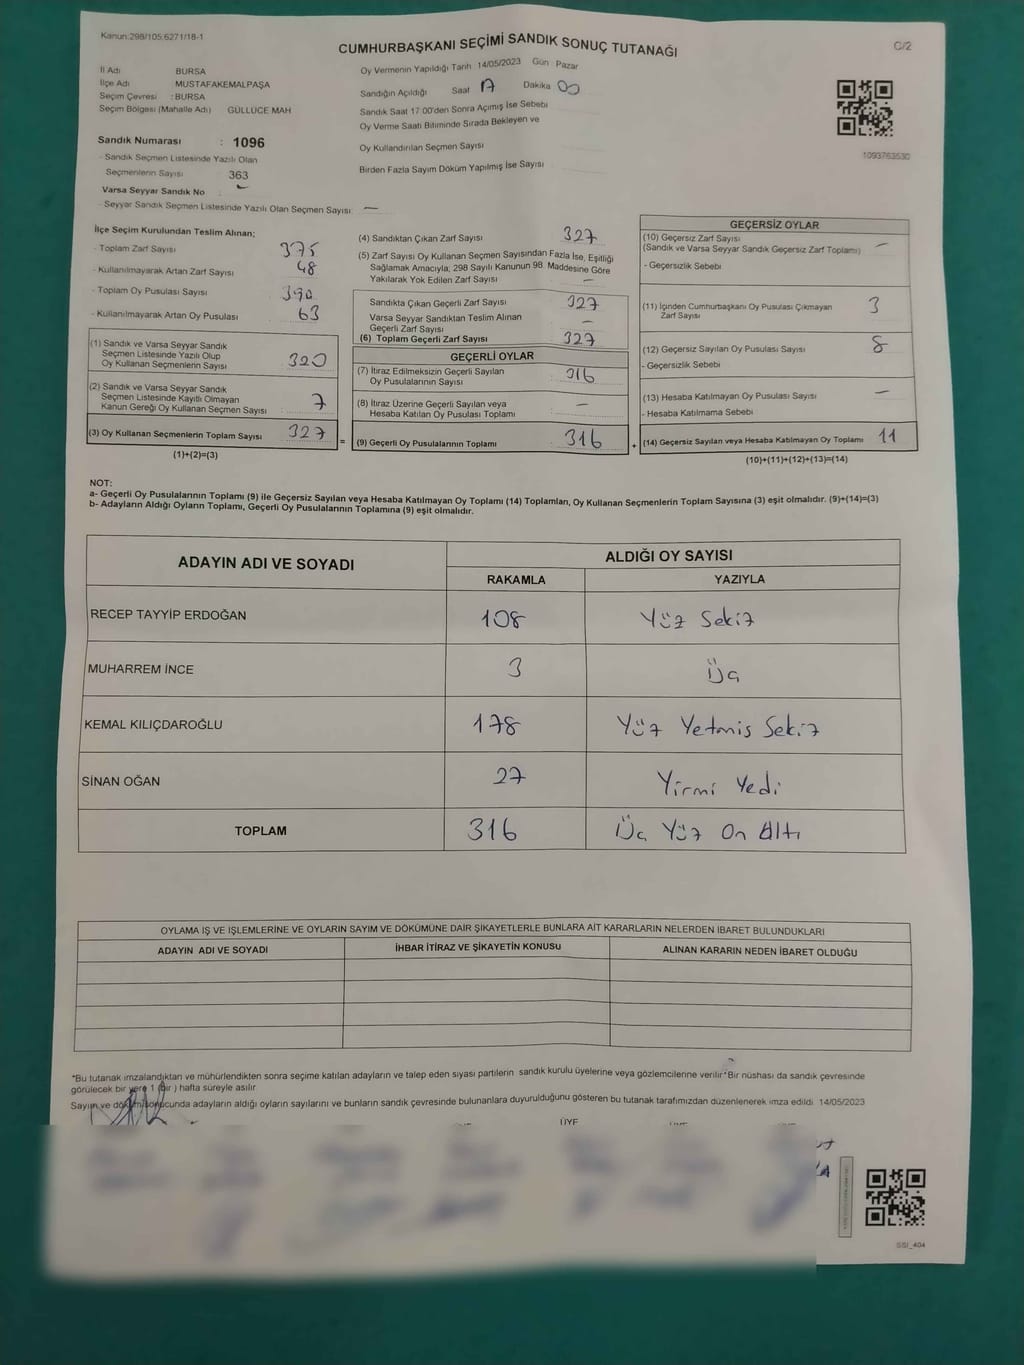 Kanun:298/105;6271/18-1
CUMHURBAŞKANI SEÇİMİ SANDIK SONUÇ TUTANAĞI
C/2
İl Adı BURSA
İlçe Adı MUSTAFAKEMALPAŞA
Seçim Çevresi : BURSA
Seçim Bölgesi (Mahalle Adı) GÜLLÜCE MAH
Sandık Numarası : 1096
- Sandık Seçmen Listesinde Yazılı Olan
Seçmenlerin Sayısı 363
Varsa Seyyar Sandık No -
- Seyyar Sandık Seçmen Listesinde Yazılı Olan Seçmen Sayısı: —
Oy Vermenin Yapıldığı Tarih 14/05/2023 Gün Pazar
Sandığın Açıldığı Saat 17 Dakika 00
Sandık Saat 17:00'den Sonra Açımış İse Sebebi
Oy Verme Saati Bitiminde Sırada Bekleyen ve
Oy Kullandırılan Seçmen Sayısı
Birden Fazla Sayım Döküm Yapılmış İse Sayısı
1093763530
İlçe Seçim Kurulundan Teslim Alınan;
- Toplam Zarf Sayısı 375
- Kullanılmayarak Artan Zarf Sayısı 48
- Toplam Oy Pusulası Sayısı 390
- Kullanılmayarak Artan Oy Pusulası 63
(1) Sandık ve Varsa Seyyar Sandık
Seçmen Listesinde Yazılı Olup
Oy Kullanan Seçmenlerin Sayısı 320
(2) Sandık ve Varsa Seyyar Sandık
Seçmen Listesinde Kayıtlı Olmayan
Kanun Gereği Oy Kullanan Seçmen Sayısı 7
(3) Oy Kullanan Seçmenlerin Toplam Sayısı 327
(1)+(2)=(3)
=
(4) Sandıktan Çıkan Zarf Sayısı 327
(5) Zarf Sayısı Oy Kullanan Seçmen Sayısından Fazla İse, Eşitliği
Sağlamak Amacıyla; 298 Sayılı Kanunun 98. Maddesine Göre
Yakılarak Yok Edilen Zarf Sayısı —
Sandıkta Çıkan Geçerli Zarf Sayısı 327
Varsa Seyyar Sandıktan Teslim Alınan
Geçerli Zarf Sayısı —
(6) Toplam Geçerli Zarf Sayısı 327
GEÇERLİ OYLAR
(7) İtiraz Edilmeksizin Geçerli Sayılan
Oy Pusulalarının Sayısı 316
(8) İtiraz Üzerine Geçerli Sayılan veya
Hesaba Katılan Oy Pusulası Toplamı —
(9) Geçerli Oy Pusulalarının Toplamı 316
+
GEÇERSİZ OYLAR
(10) Geçersiz Zarf Sayısı
(Sandık ve Varsa Seyyar Sandık Geçersiz Zarf Toplamı) —
- Geçersizlik Sebebi
(11) İçinden Cumhurbaşkanı Oy Pusulası Çıkmayan
Zarf Sayısı 3
(12) Geçersiz Sayılan Oy Pusulası Sayısı 8
- Geçersizlik Sebebi
(13) Hesaba Katılmayan Oy Pusulası Sayısı —
- Hesaba Katılmama Sebebi
(14) Geçersiz Sayılan veya Hesaba Katılmayan Oy Toplamı 11
(10)+(11)+(12)+(13)=(14)
NOT:
a- Geçerli Oy Pusulalarının Toplamı (9) ile Geçersiz Sayılan veya Hesaba Katılmayan Oy Toplamı (14) Toplamları, Oy Kullanan Seçmenlerin Toplam Sayısına (3) eşit olmalıdır. (9)+(14)=(3)
b- Adayların Aldığı Oyların Toplamı, Geçerli Oy Pusulalarının Toplamına (9) eşit olmalıdır.
ADAYIN ADI VE SOYADI
ALDIĞI OY SAYISI
RAKAMLA YAZIYLA
RECEP TAYYİP ERDOĞAN 108 Yüz Sekiz
MUHARREM İNCE 3 Üç
KEMAL KILIÇDAROĞLU 178 Yüz Yetmis Sekiz
SİNAN OĞAN 27 Yirmi Yedi
TOPLAM 316 Üç Yüz On Altı
OYLAMA İŞ VE İŞLEMLERİNE VE OYLARIN SAYIM VE DÖKÜMÜNE DAİR ŞİKAYETLERLE BUNLARA AİT KARARLARIN NELERDEN İBARET BULUNDUKLARI
ADAYIN ADI VE SOYADI İHBAR İTİRAZ VE ŞİKAYETİN KONUSU ALINAN KARARIN NEDEN İBARET OLDUĞU
*Bu tutanak imzalandıktan ve mühürlendikten sonra seçime katılan adayların ve talep eden siyasi partilerin sandık kurulu üyelerine veya gözlemcilenne verilir.*Bir nüshası da sandık çevresinde
görülecek bir yere 1 (bir ) hafta süreyle asılır.
Sayım ve döküm sonucunda adayların aldığı oyların sayılarını ve bunların sandık çevresinde bulunanlara duyurulduğunu gösteren bu tutanak tarafımızdan düzenlenerek imza edildi. 14/05/2023
ÜYE
SSI_404